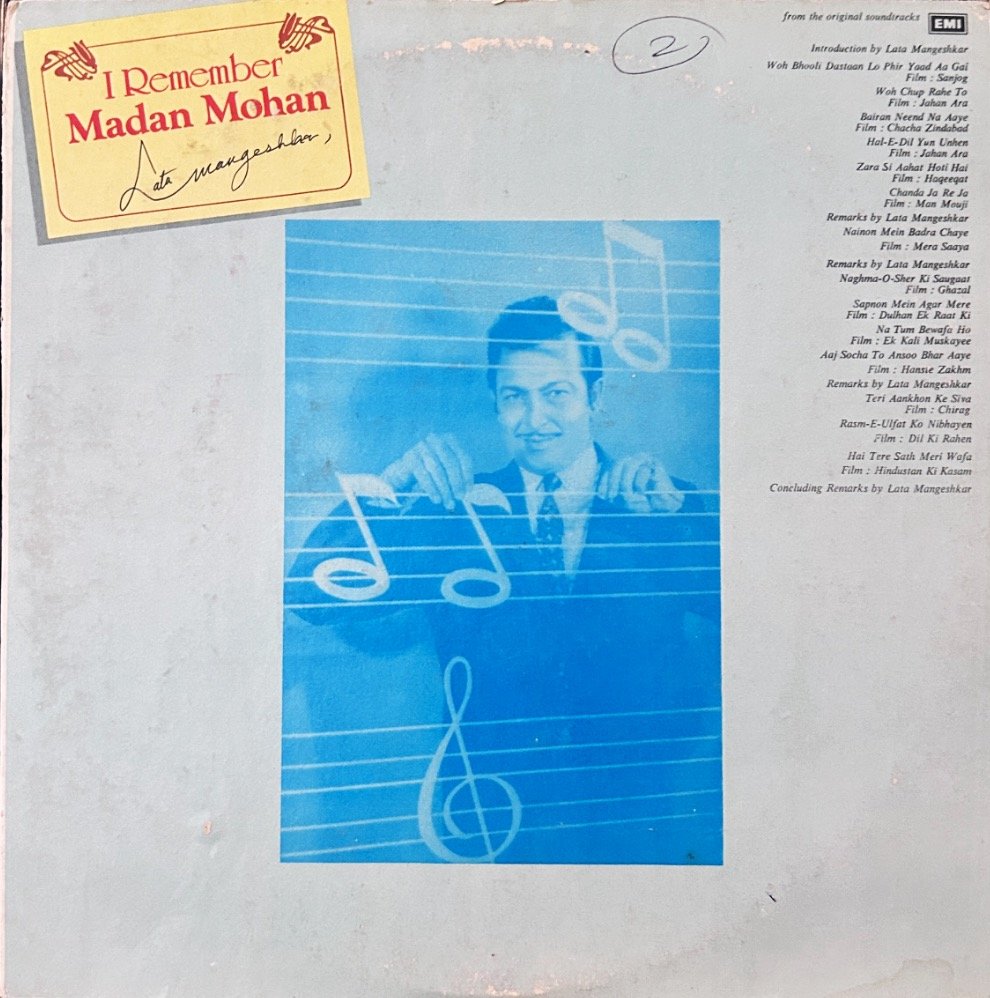 I Remember
Madan Mohan
Lata Mangeshkar
2
from the original soundtracks EMI
Introduction by Lata Mangeshkar
Woh Bhooli Dastaan Lo Phir Yaad Aa Gai
Film : Sanjog
Woh Chup Rahe To
Film : Jahan Ara
Bairan Neend Na Aaye
Film : Chacha Zindabad
Hal-E-Dil Yun Unhen
Film : Jahan Ara
Zara Si Aahat Hoti Hai
Film : Haqeeqat
Chanda Ja Re Ja
Film : Man Mouji
Remarks by Lata Mangeshkar
Nainon Mein Badra Chaye
Film : Mera Saaya
Remarks by Lata Mangeshkar
Naghma-O-Sher Ki Saugaat
Film : Ghazal
Sapnon Mein Agar Mere
Film : Dulhan Ek Raat Ki
Na Tum Bewafa Ho
Film : Ek Kali Muskayee
Aaj Socha To Ansoo Bhar Aaye
Film : Hansie Zakhm
Remarks by Lata Mangeshkar
Teri Aankhon Ke Siva
Film : Chirag
Rasm-E-Ulfat Ko Nibhayen
Film : Dil Ki Rahen
Hai Tere Sath Meri Wafa
Film : Hindustan Ki Kasam
Concluding Remarks by Lata Mangeshkar